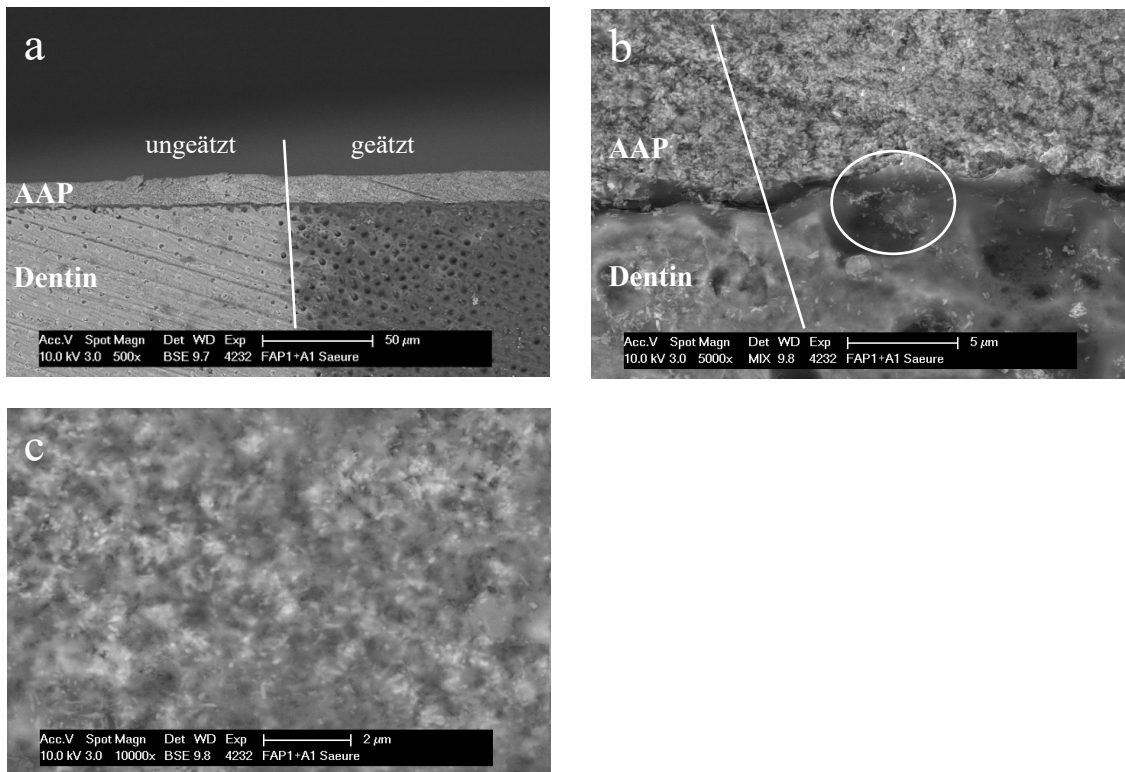 a
ungeätzt geätzt
AAP
Dentin
Acc.V Spot Magn Det WD Exp 50 µm
10.0 kV 3.0 500x BSE 9.7 4232 FAP1+A1 Saeure
b
AAP
Dentin
Acc.V Spot Magn Det WD Exp 5 µm
10.0 kV 3.0 5000x MIX 9.8 4232 FAP1+A1 Saeure
c
Acc.V Spot Magn Det WD Exp 2 µm
10.0 kV 3.0 10000x BSE 9.8 4232 FAP1+A1 Saeure